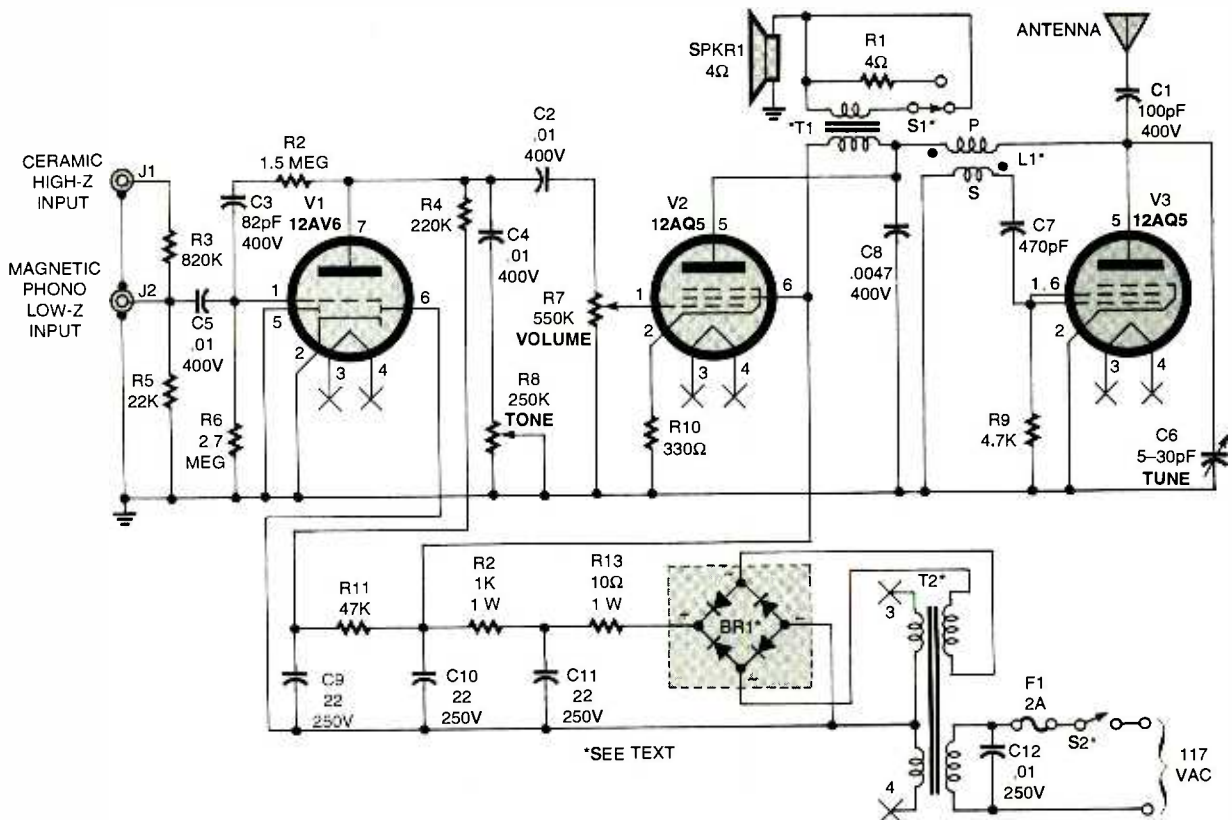 SPKR1
4Ω
R1
4Ω
ANTENNA
C1
100pF
400V
*T1
S1*
P
L1*
S
CERAMIC
HIGH-Z
INPUT
J1
R2
1.5 MEG
C2
.01
400V
C3
82pF
400V
V1
12AV6
7
R4
220K
C4
.01
400V
R3
820K
MAGNETIC
PHONO
LOW-Z
INPUT
J2
C5
.01
400V
1
5
6
2
3
4
R5
22K
R6
2.7
MEG
R7
550K
VOLUME
R8
250K
TONE
V2
12AQ5
5
1
6
2
3
4
R10
330Ω
C8
.0047
400V
C7
470pF
V3
12AQ5
5
1, 6
2
3
4
R9
4.7K
C6
5–30pF
TUNE
R11
47K
R2
1K
1 W
R13
10Ω
1 W
BR1*
T2*
3
4
C9
22
250V
C10
22
250V
C11
22
250V
F1
2A
C12
.01
250V
S2*
117
VAC
*SEE TEXT